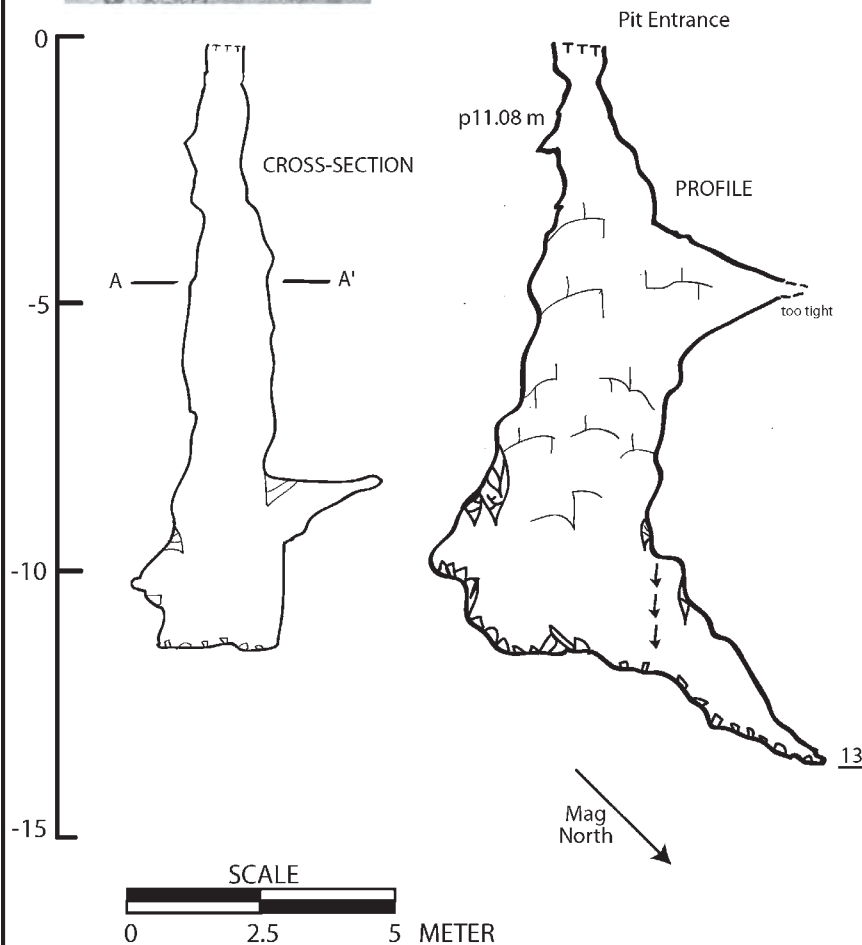 Pit Entrance
0
p11.08 m
CROSS-SECTION
PROFILE
A
A'
-5
too tight
-10
13
Mag
North
-15
SCALE
0
2.5
5
METER